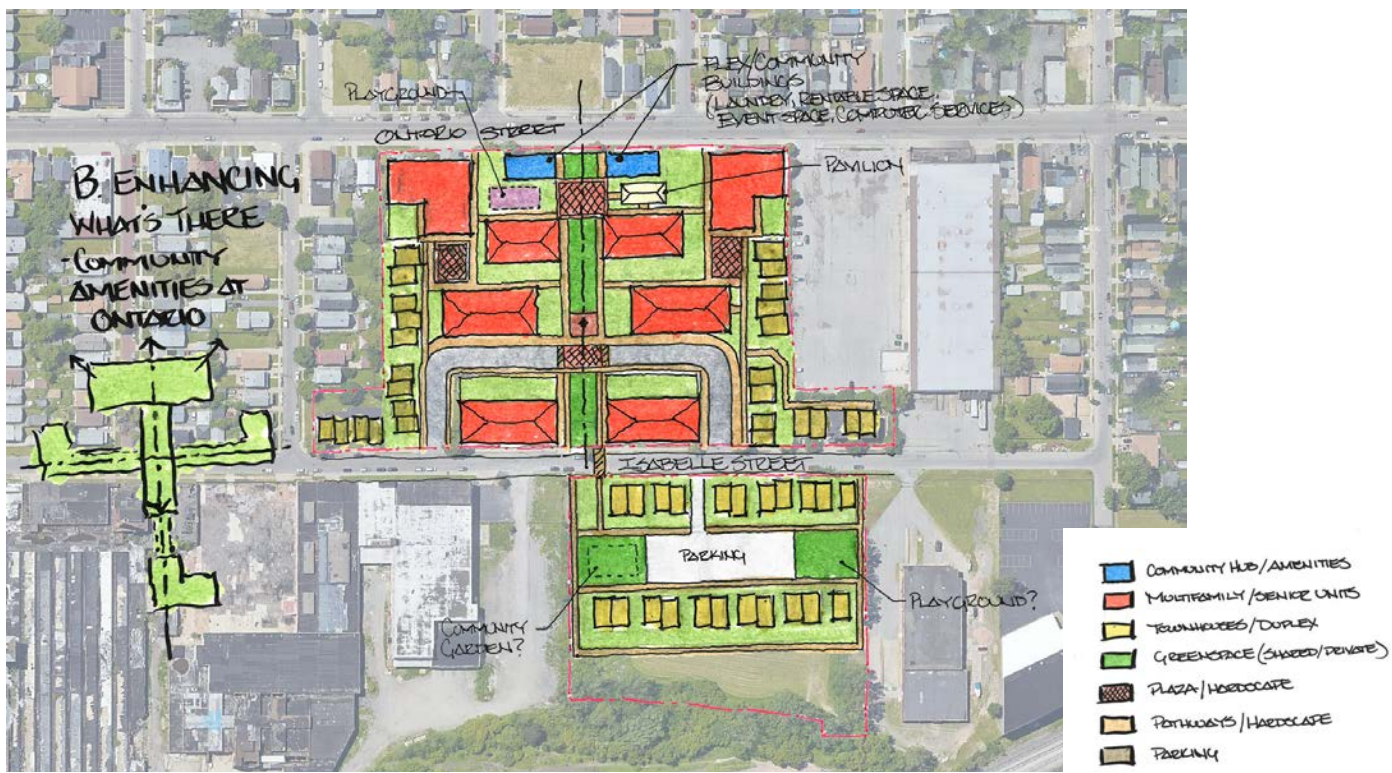 FLEX/COMMUNITY
BUILDINGS
(LAUNDRY, RENTABLE SPACE,
EVENT SPACE, COMPUTER SERVICES)
PLAYGROUND
ONTARIO STREET
PAVILION
B. ENHANCING
WHAT'S THERE
- COMMUNITY
AMENITIES AT
ONTARIO
ISABELLE STREET
PARKING
COMMUNITY
GARDEN?
PLAYGROUND?
COMMUNITY HUB/AMENITIES
MULTIFAMILY/SENIOR UNITS
TOWNHOUSES/DUPLEX
GREENSPACE (SHARED/PRIVATE)
PLAZA/HARDSCAPE
PATHWAYS/HARDSCAPE
PARKING